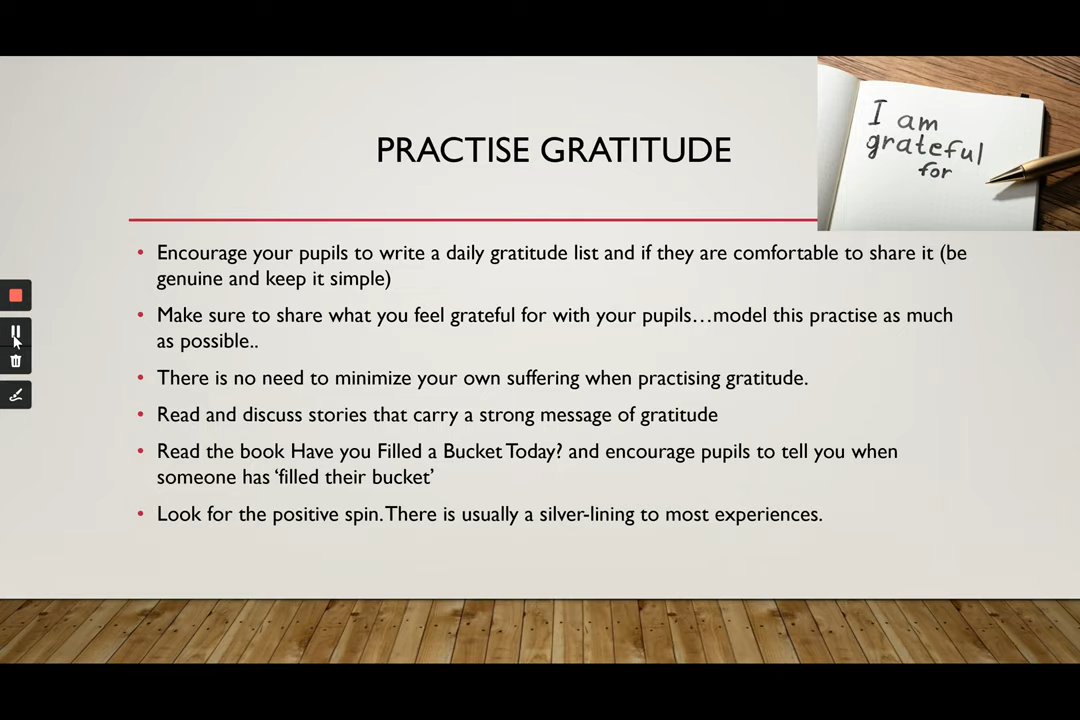 PRACTISE GRATITUDE
I am
grateful
for
• Encourage your pupils to write a daily gratitude list and if they are comfortable to share it (be
genuine and keep it simple)
• Make sure to share what you feel grateful for with your pupils...model this practise as much
as possible..
• There is no need to minimize your own suffering when practising gratitude.
• Read and discuss stories that carry a strong message of gratitude
• Read the book Have you Filled a Bucket Today? and encourage pupils to tell you when
someone has ‘filled their bucket’
• Look for the positive spin. There is usually a silver-lining to most experiences.